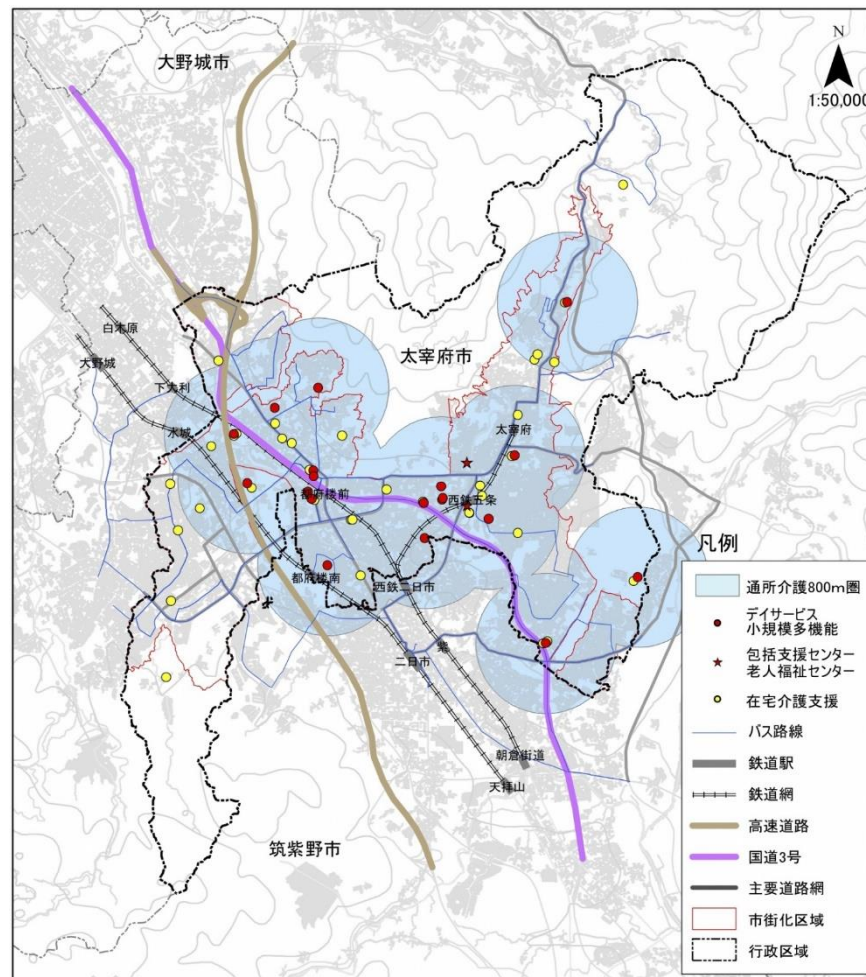 大野城市
N
1:50,000
白木原
大野城
太宰府市
下大利
水城
太宰府
都府楼前
西鉄五条
都府楼南
西鉄二日市
紫
二日市
朝倉街道
天拝山
筑紫野市
凡例
通所介護800m圏
デイサービス
小規模多機能
包括支援センター
老人福祉センター
在宅介護支援
バス路線
鉄道駅
鉄道網
高速道路
国道3号
主要道路網
市街化区域
行政区域